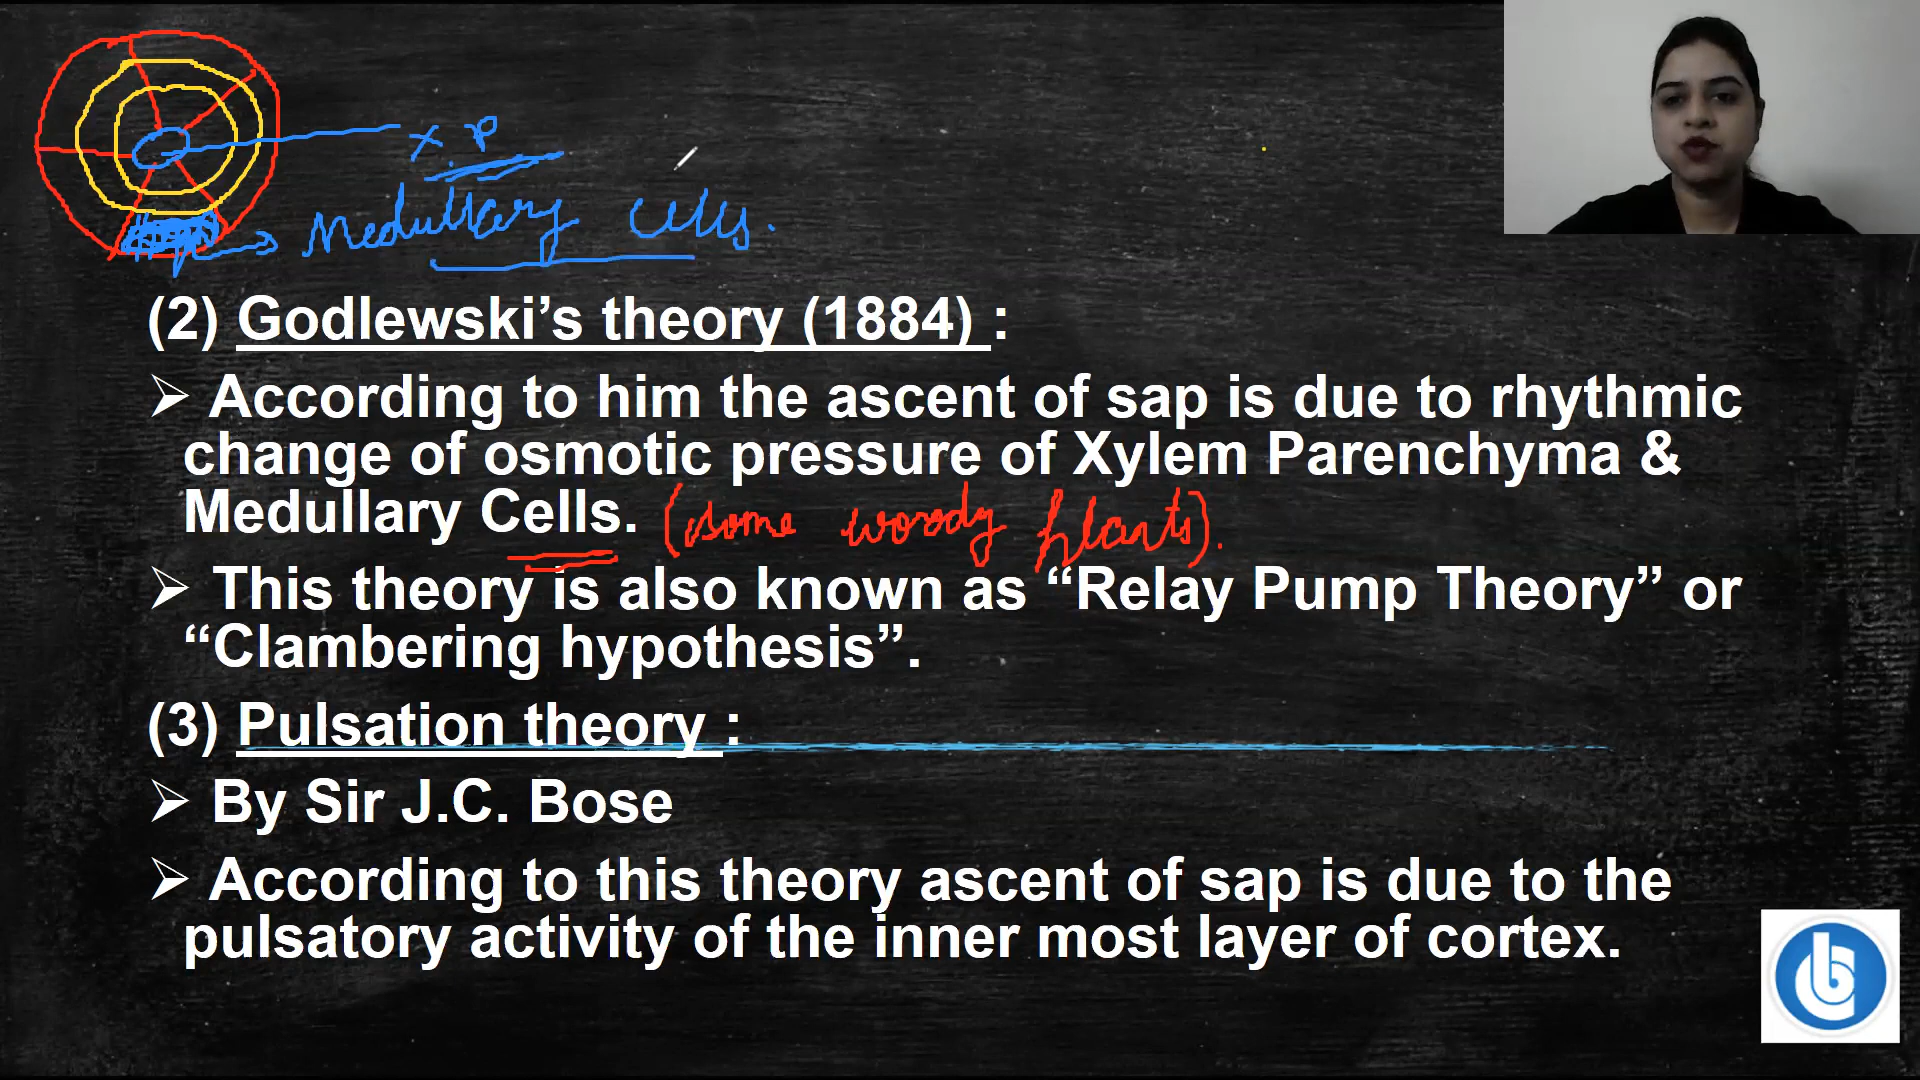 X.P
Medullary cells.
(2) Godlewski’s theory (1884) :
➢ According to him the ascent of sap is due to rhythmic
change of osmotic pressure of Xylem Parenchyma &
Medullary Cells. (some woody plants).
➢ This theory is also known as “Relay Pump Theory” or
“Clambering hypothesis”.
(3) Pulsation theory :
➢ By Sir J.C. Bose
➢ According to this theory ascent of sap is due to the
pulsatory activity of the inner most layer of cortex.